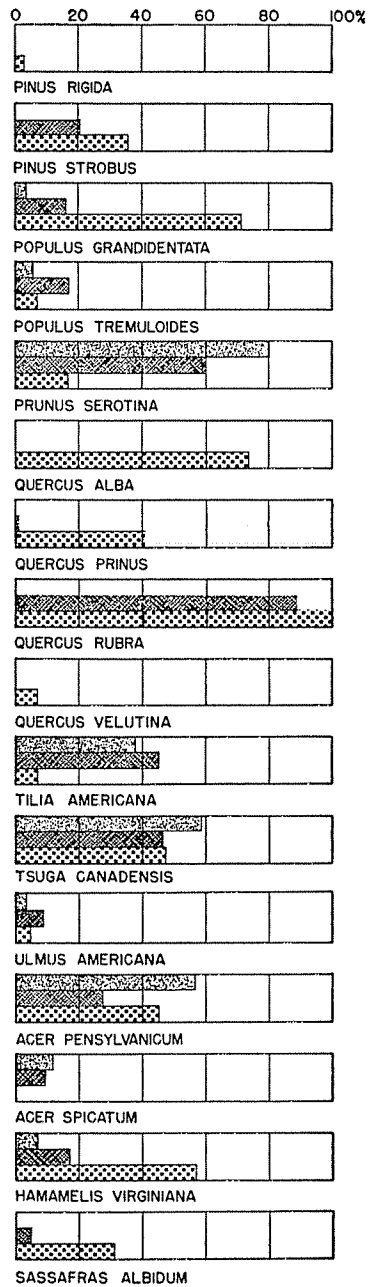 0 20 40 60 80 100%
PINUS RIGIDA
PINUS STROBUS
POPULUS GRANDIDENTATA
POPULUS TREMULOIDES
PRUNUS SEROTINA
QUERCUS ALBA
QUERCUS PRINUS
QUERCUS RUBRA
QUERCUS VELUTINA
TILIA AMERICANA
TSUGA CANADENSIS
ULMUS AMERICANA
ACER PENSYLVANICUM
ACER SPICATUM
HAMAMELIS VIRGINIANA
SASSAFRAS ALBIDUM